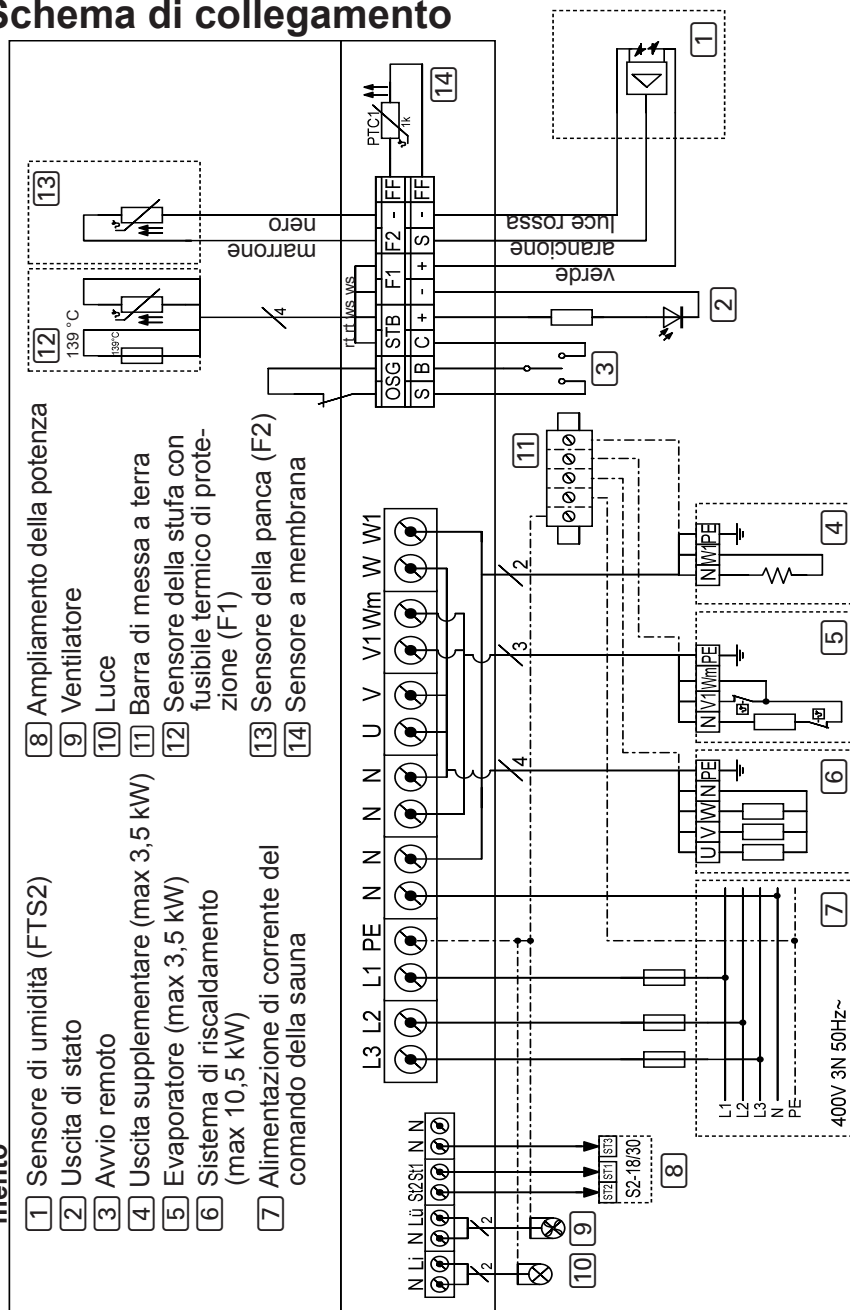 Schema di collegamento
1 Sensore di umidità (FTS2)
2 Uscita di stato
3 Avvio remoto
4 Uscita supplementare (max 3,5 kW)
5 Evaporatore (max 3,5 kW)
6 Sistema di riscaldamento
(max 10,5 kW)
7 Alimentazione di corrente del
comando della sauna
8 Ampliamento della potenza
9 Ventilatore
10 Luce
11 Barra di messa a terra
12 Sensore della stufa con
fusibile termico di prote-
zione (F1)
13 Sensore della panca (F2)
14 Sensore a membrana
12
139 °C
139°C
13
marrone
nero
4
rt rt ws ws
PTC1
1k
14
OSG STB F1 F2 - FF
S B C + - + S - FF
verde
arancione
luce rossa
1
2
3
N Li N Lü St2 St1 N N
L3 L2 L1 PE N N N N U V V1 Wm W W1
2
2
4
3
2
10
9
ST2 ST1 ST3
S2-18/30
8
11
L1
L2
L3
N
PE
400V 3N 50Hz~
7
U V W N PE
6
N V1 Wm PE
5
N W1 PE
4